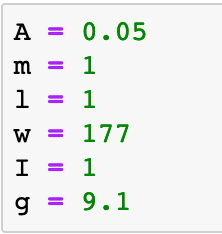 A = 0.05
m = 1
l = 1
w = 177
I = 1
g = 9.1